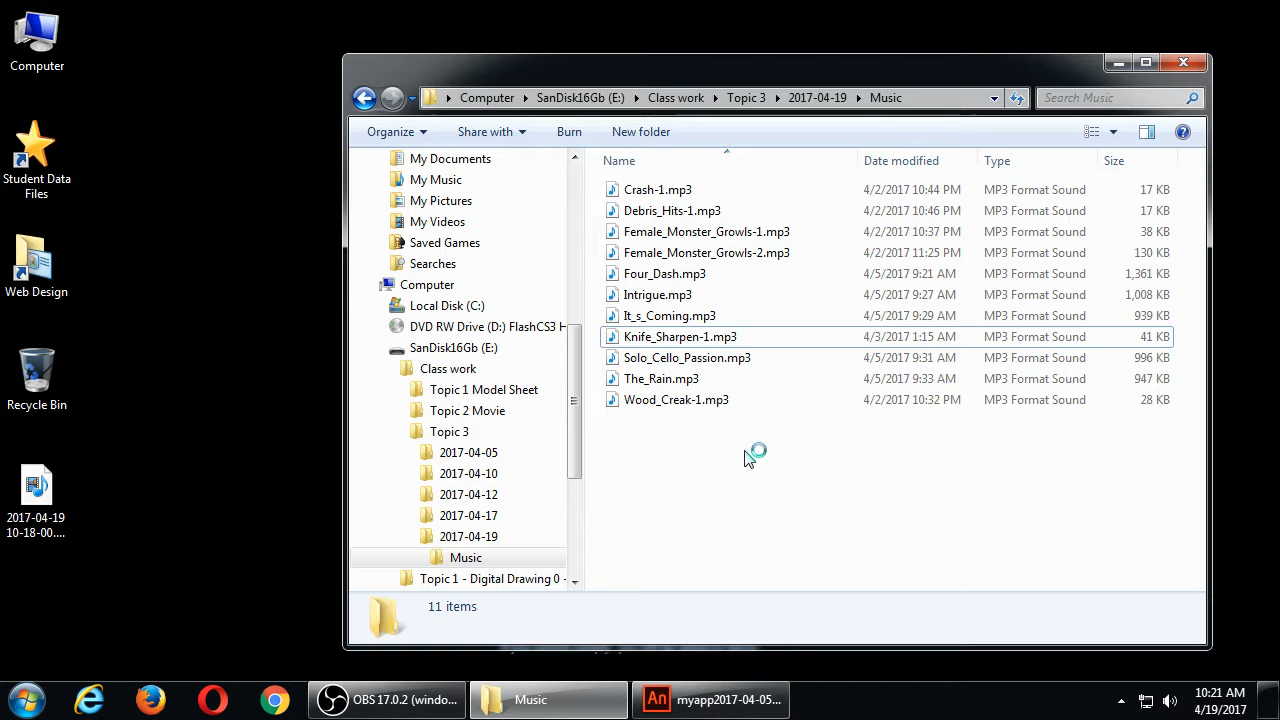 Computer
Student Data
Files
Web Design
Recycle Bin
2017-04-19
10-18-00....
Computer
SanDisk16Gb (E:)
Class work
Topic 3
2017-04-19
Music
Search Music
Organize
Share with
Burn
New folder
My Documents
My Music
My Pictures
My Videos
Saved Games
Searches
Computer
Local Disk (C:)
DVD RW Drive (D:) FlashCS3 H
SanDisk16Gb (E:)
Class work
Topic 1 Model Sheet
Topic 2 Movie
Topic 3
2017-04-05
2017-04-10
2017-04-12
2017-04-17
2017-04-19
Music
Topic 1 - Digital Drawing 0 -
Name Date modified Type Size
Crash-1.mp3 4/2/2017 10:44 PM MP3 Format Sound 17 KB
Debris_Hits-1.mp3 4/2/2017 10:46 PM MP3 Format Sound 17 KB
Female_Monster_Growls-1.mp3 4/2/2017 10:37 PM MP3 Format Sound 38 KB
Female_Monster_Growls-2.mp3 4/2/2017 11:25 PM MP3 Format Sound 130 KB
Four_Dash.mp3 4/5/2017 9:21 AM MP3 Format Sound 1,361 KB
Intrigue.mp3 4/5/2017 9:27 AM MP3 Format Sound 1,008 KB
It_s_Coming.mp3 4/5/2017 9:29 AM MP3 Format Sound 939 KB
Knife_Sharpen-1.mp3 4/3/2017 1:15 AM MP3 Format Sound 41 KB
Solo_Cello_Passion.mp3 4/5/2017 9:31 AM MP3 Format Sound 996 KB
The_Rain.mp3 4/5/2017 9:33 AM MP3 Format Sound 947 KB
Wood_Creak-1.mp3 4/2/2017 10:32 PM MP3 Format Sound 28 KB
11 items
OBS 17.0.2 (windo...
Music
An
myapp2017-04-05...
10:21 AM
4/19/2017